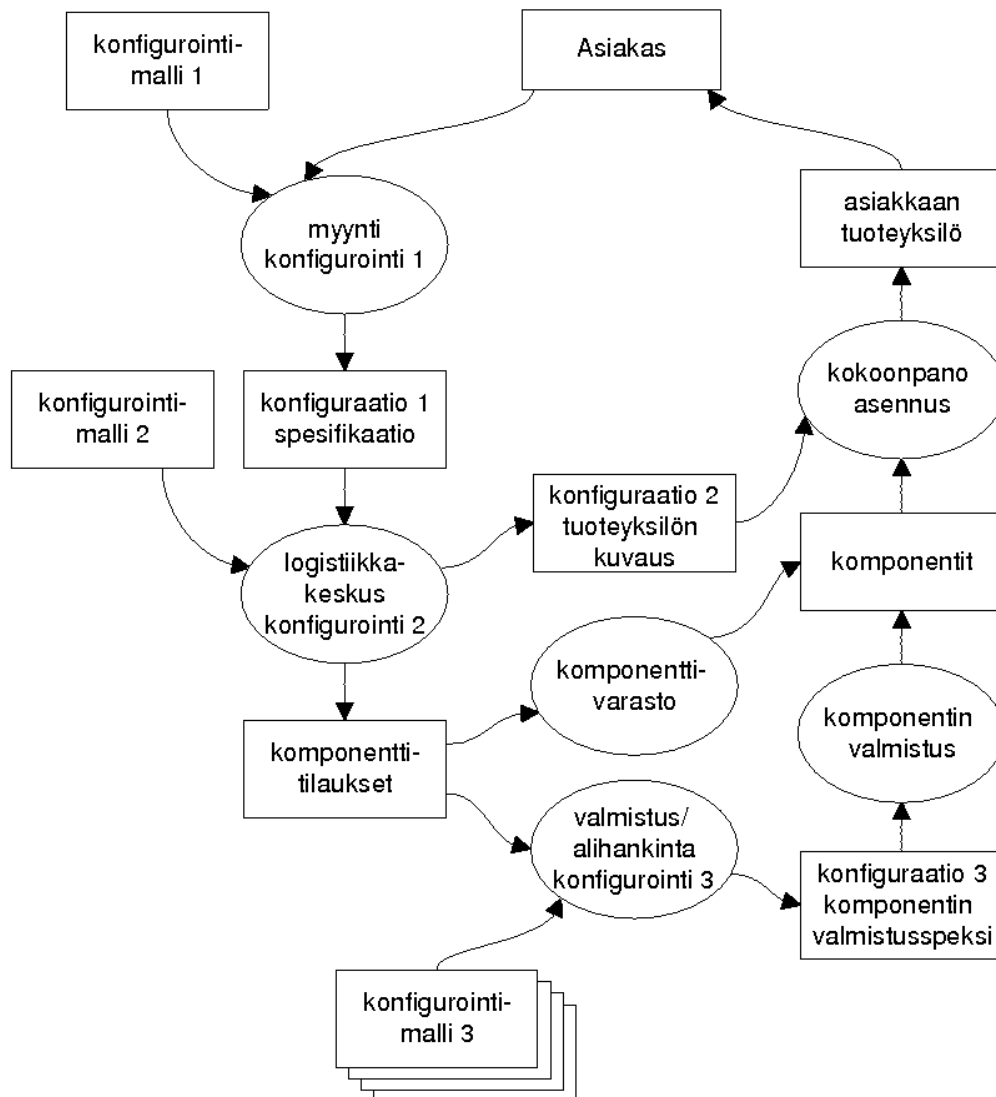 konfigurointi-
malli 1
Asiakas
myynti
konfigurointi 1
asiakkaan
tuoteyksilö
konfigurointi-
malli 2
konfiguraatio 1
spesifikaatio
kokoonpano
asennus
konfiguraatio 2
tuoteyksilön
kuvaus
logistiikka-
keskus
konfigurointi 2
komponentit
komponentti-
varasto
komponentin
valmistus
komponentti-
tilaukset
valmistus/
alihankinta
konfigurointi 3
konfiguraatio 3
komponentin
valmistusspeksi
konfigurointi-
malli 3